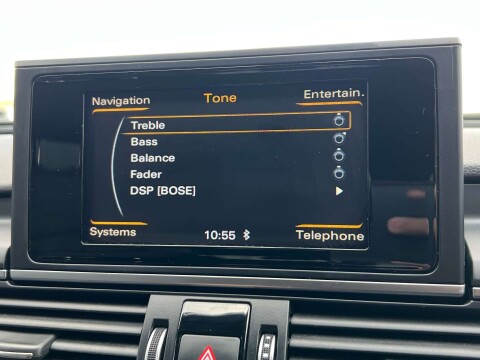 Navigation
Tone
Entertain.
Treble
Bass
Balance
Fader
DSP [BOSE]
Systems
10:55
Telephone